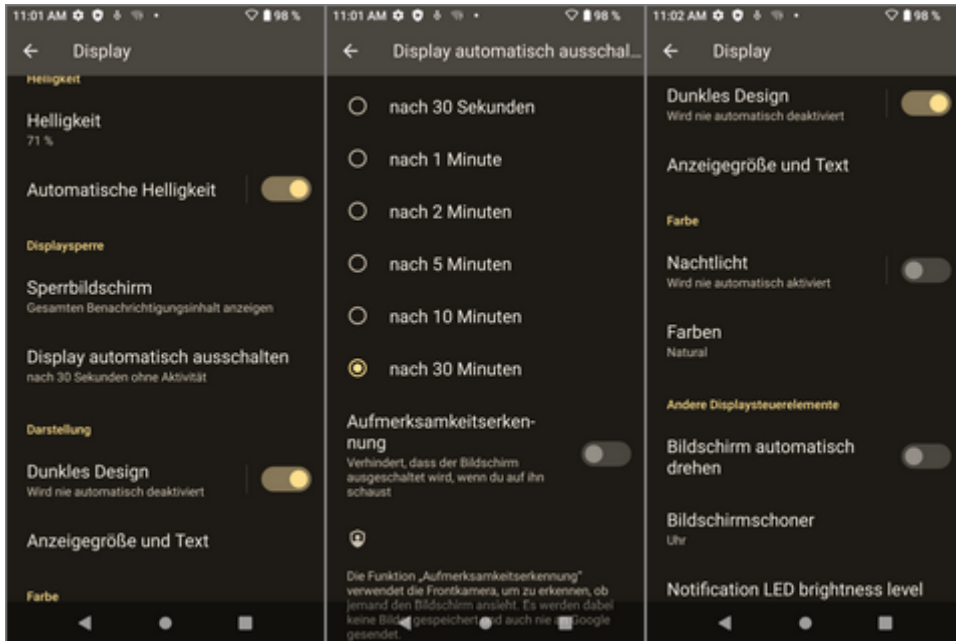 11:01 AM
98 %
Display
Helligkeit
Helligkeit
71 %
Automatische Helligkeit
Displaysperre
Sperrbildschirm
Gesamten Benachrichtigungsinhalt anzeigen
Display automatisch ausschalten
nach 30 Sekunden ohne Aktivität
Darstellung
Dunkles Design
Wird nie automatisch deaktiviert
Anzeigegröße und Text
Farbe
11:01 AM
98 %
Display automatisch ausschal...
nach 30 Sekunden
nach 1 Minute
nach 2 Minuten
nach 5 Minuten
nach 10 Minuten
nach 30 Minuten
Aufmerksamkeitserken-
nung
Verhindert, dass der Bildschirm
ausgeschaltet wird, wenn du auf ihn
schaust
Die Funktion „Aufmerksamkeitserkennung"
verwendet die Frontkamera, um zu erkennen, ob
jemand den Bildschirm ansieht. Es werden dabei
keine Bilder gespeichert und auch nie an Google
gesendet.
11:02 AM
98 %
Display
Dunkles Design
Wird nie automatisch deaktiviert
Anzeigegröße und Text
Farbe
Nachtlicht
Wird nie automatisch aktiviert
Farben
Natural
Andere Displaysteuerelemente
Bildschirm automatisch
drehen
Bildschirmschoner
Uhr
Notification LED brightness level